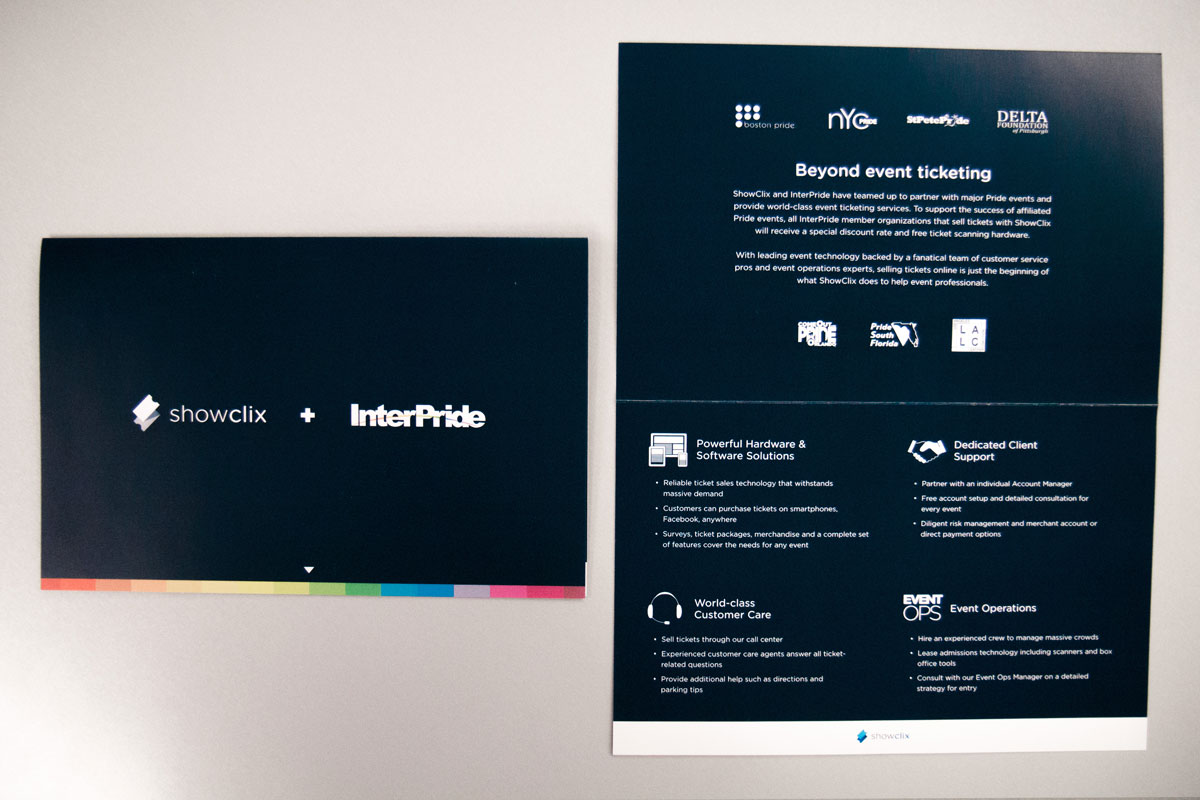 showclix + InterPride
boston pride
nYC PRIDE
StPetePride
DELTA
FOUNDATION
of Pittsburgh
Beyond event ticketing
ShowClix and InterPride have teamed up to partner with major Pride events and
provide world-class event ticketing services. To support the success of affiliated
Pride events, all InterPride member organizations that sell tickets with ShowClix
will receive a special discount rate and free ticket scanning hardware.
With leading event technology backed by a fanatical team of customer service
pros and event operations experts, selling tickets online is just the beginning of
what ShowClix does to help event professionals.
COMEOUT
PRIDE
ORLANDO
Pride
South
Florida
L A
L C
Powerful Hardware &
Software Solutions
• Reliable ticket sales technology that withstands
massive demand
• Customers can purchase tickets on smartphones,
Facebook, anywhere
• Surveys, ticket packages, merchandise and a complete set
of features cover the needs for any event
Dedicated Client
Support
• Partner with an individual Account Manager
• Free account setup and detailed consultation for
every event
• Diligent risk management and merchant account or
direct payment options
World-class
Customer Care
• Sell tickets through our call center
• Experienced customer care agents answer all ticket-
related questions
• Provide additional help such as directions and
parking tips
EVENT
OPS
Event Operations
• Hire an experienced crew to manage massive crowds
• Lease admissions technology including scanners and box
office tools
• Consult with our Event Ops Manager on a detailed
strategy for entry
showclix